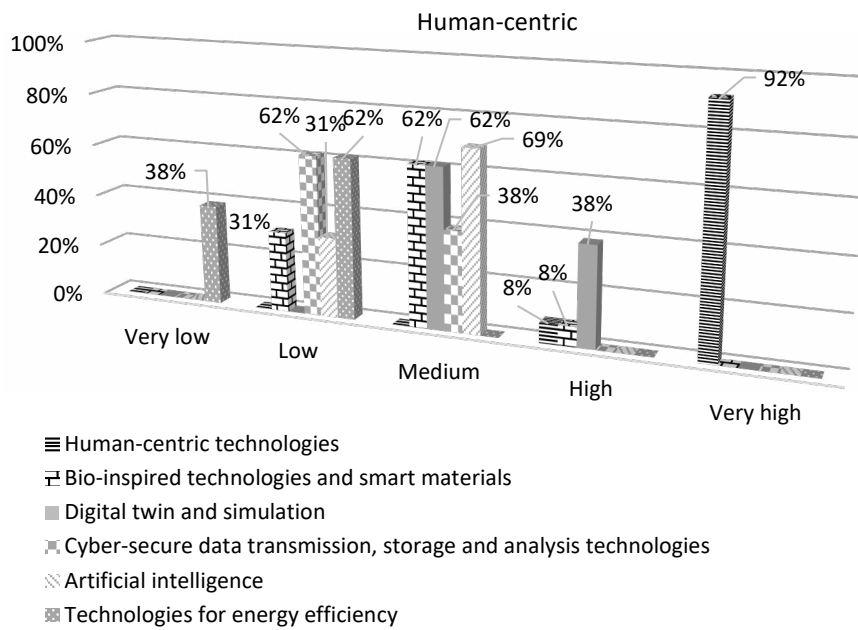 Human-centric
100%
80%
60%
40%
20%
0%
38%
31%
62%
31%
62%
62%
62%
38%
69%
8%
8%
38%
92%
Very low
Low
Medium
High
Very high
Human-centric technologies
Bio-inspired technologies and smart materials
Digital twin and simulation
Cyber-secure data transmission, storage and analysis technologies
Artificial intelligence
Technologies for energy efficiency